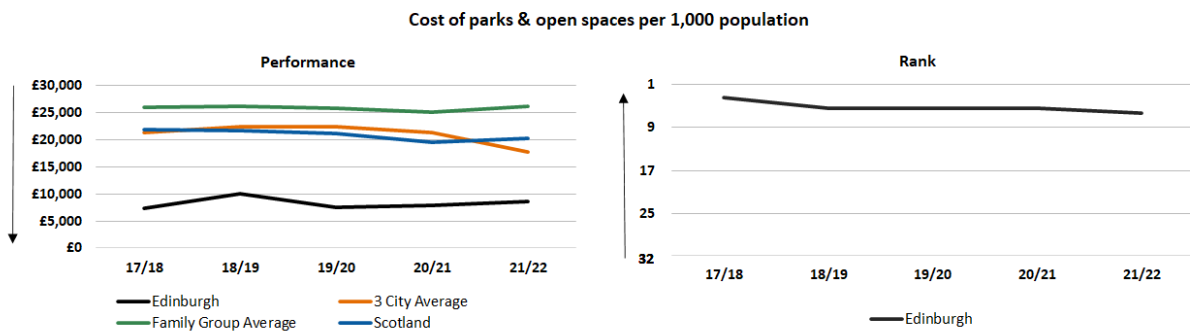 Cost of parks & open spaces per 1,000 population
Performance
£30,000
£25,000
£20,000
£15,000
£10,000
£5,000
£0
17/18 18/19 19/20 20/21 21/22
Edinburgh 3 City Average
Family Group Average Scotland
Rank
1
9
17
25
32
17/18 18/19 19/20 20/21 21/22
Edinburgh